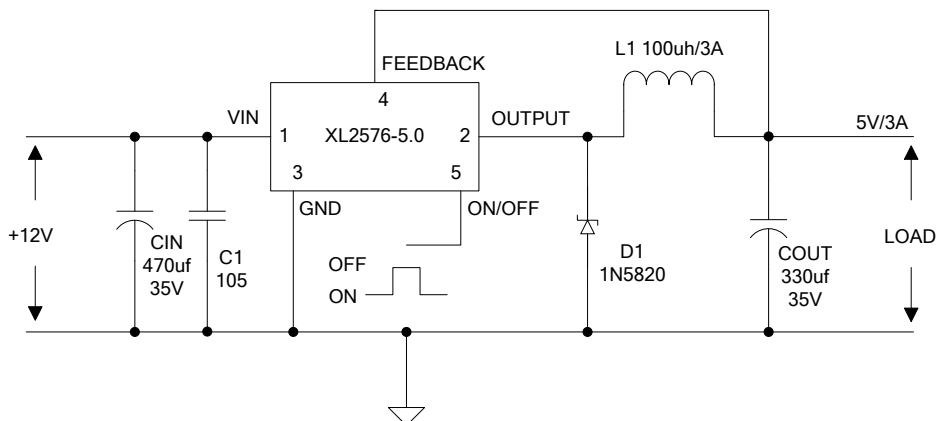 L1 100uh/3A
FEEDBACK
4
VIN
OUTPUT
5V/3A
1
XL2576-5.0
2
3
5
GND
ON/OFF
+12V
CIN
470uf
35V
C1
105
OFF
ON
D1
1N5820
COUT
330uf
35V
LOAD